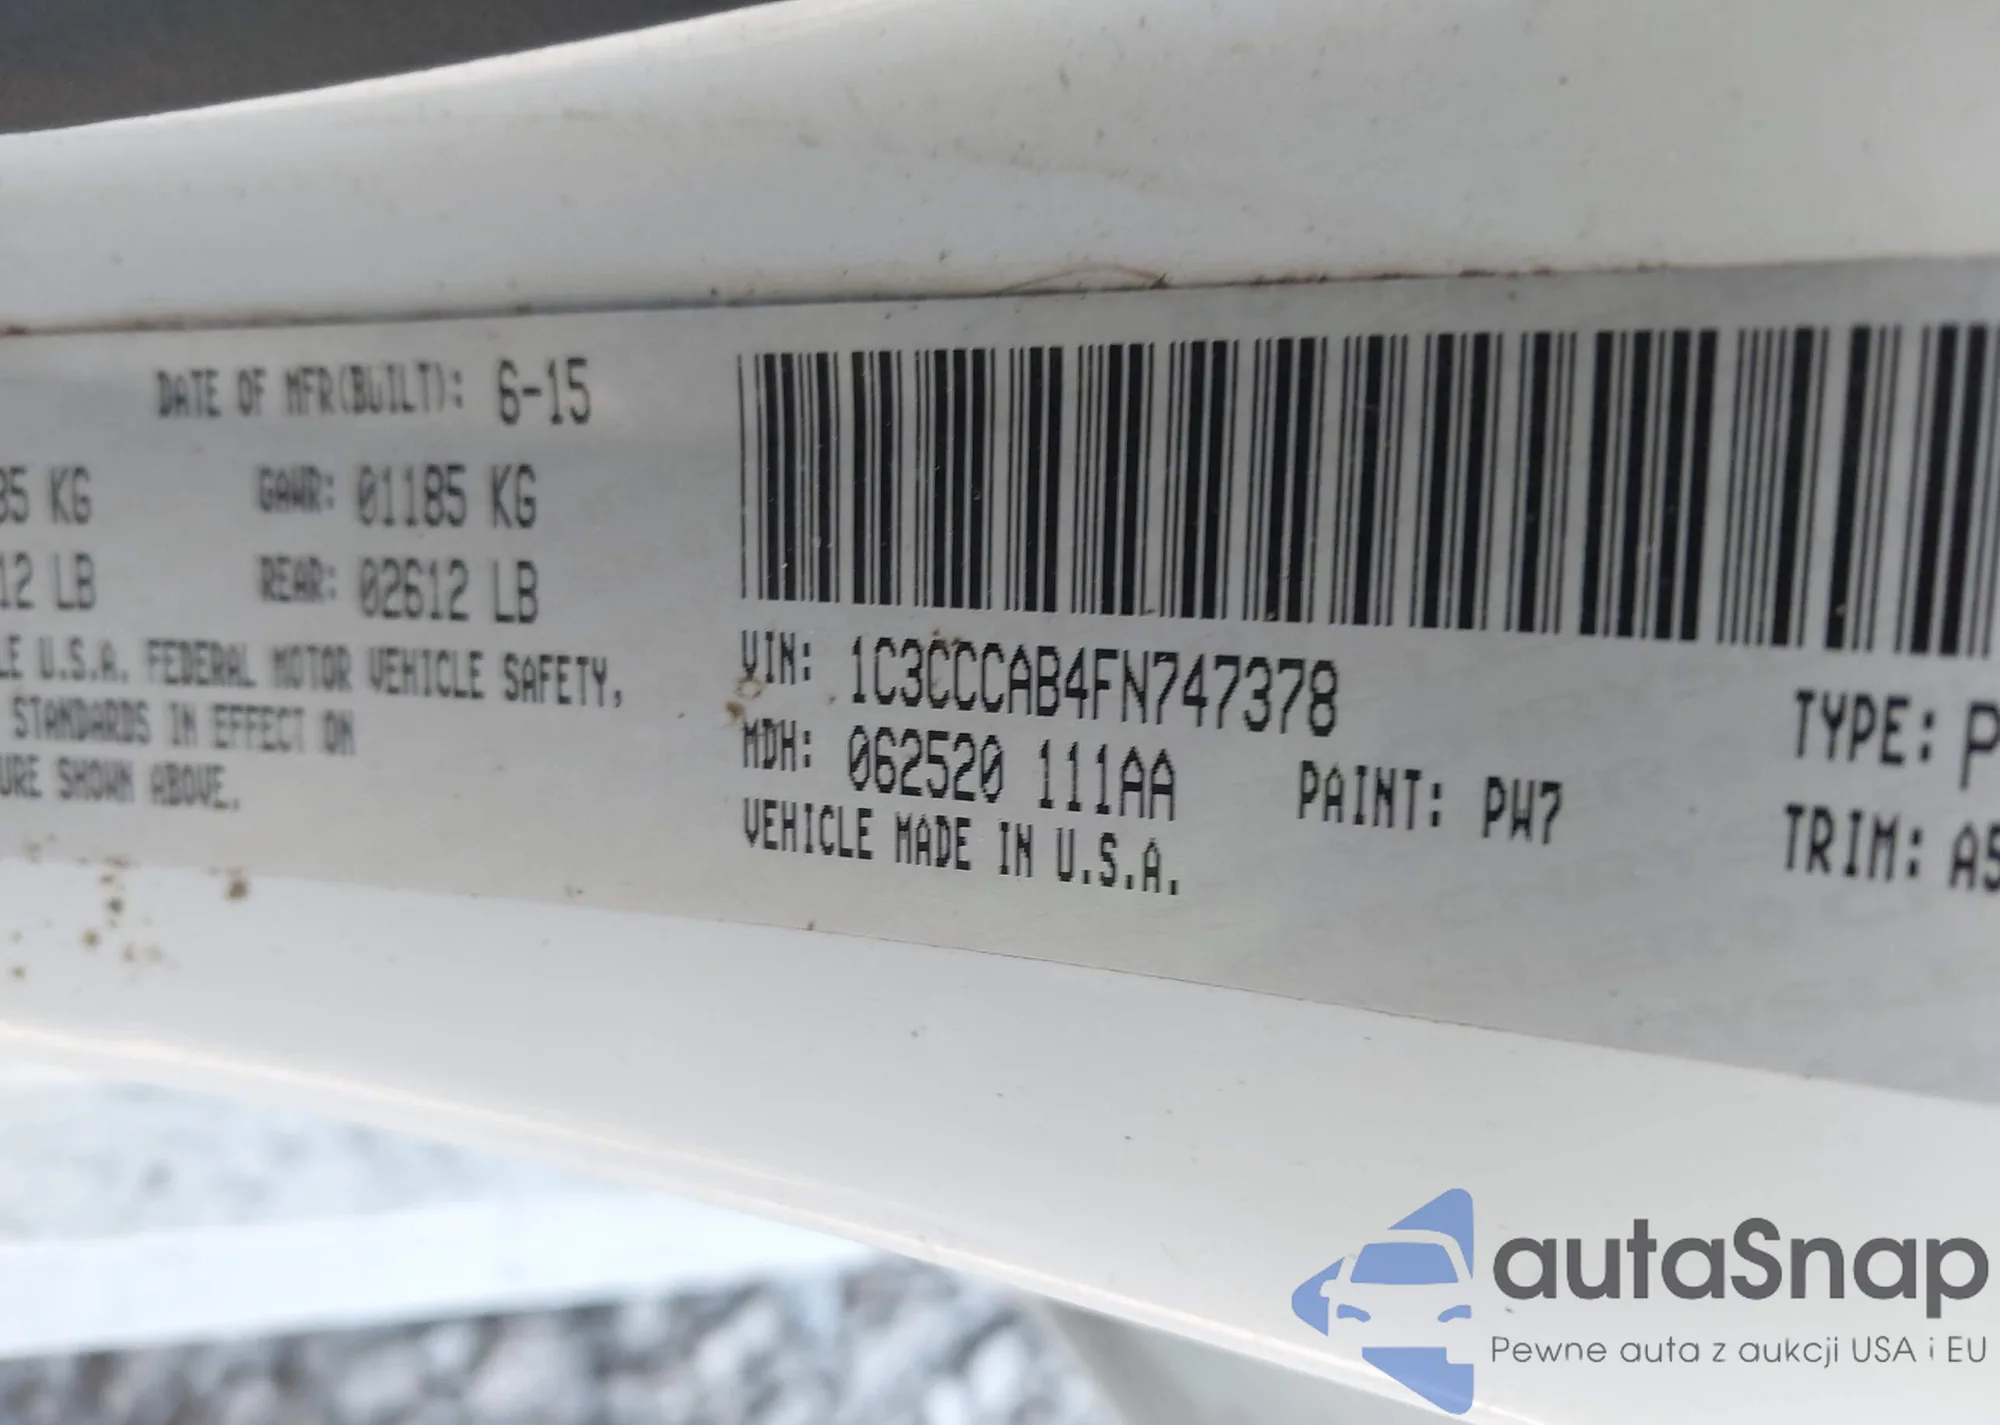 DATE OF MFR(BUILT): 6-15
85 KG GAWR: 01185 KG
12 LB REAR: 02612 LB
LE U.S.A. FEDERAL MOTOR VEHICLE SAFETY,
STANDARDS IN EFFECT ON
URE SHOWN ABOVE.
VIN: 1C3CCCAB4FN747378
MDH: 062520 111AA
PAINT: PW7
VEHICLE MADE IN U.S.A.
TYPE: P
TRIM: A5
autaSnap
Pewne auta z aukcji USA i EU